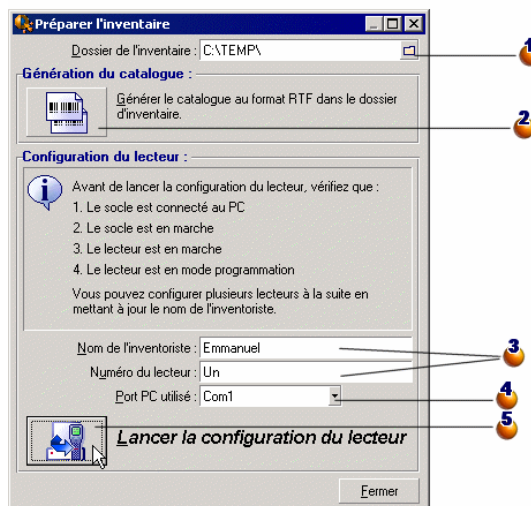 Préparer l'inventaire
Dossier de l'inventaire : C:\TEMP\
1
Génération du catalogue :
Générer le catalogue au format RTF dans le dossier
d'inventaire.
2
Configuration du lecteur :
Avant de lancer la configuration du lecteur, vérifiez que :
1. Le socle est connecté au PC
2. Le socle est en marche
3. Le lecteur est en marche
4. Le lecteur est en mode programmation
Vous pouvez configurer plusieurs lecteurs à la suite en
mettant à jour le nom de l'inventoriste.
Nom de l'inventoriste : Emmanuel
3
Numéro du lecteur : Un
Port PC utilisé : Com1
4
5
Lancer la configuration du lecteur
Fermer